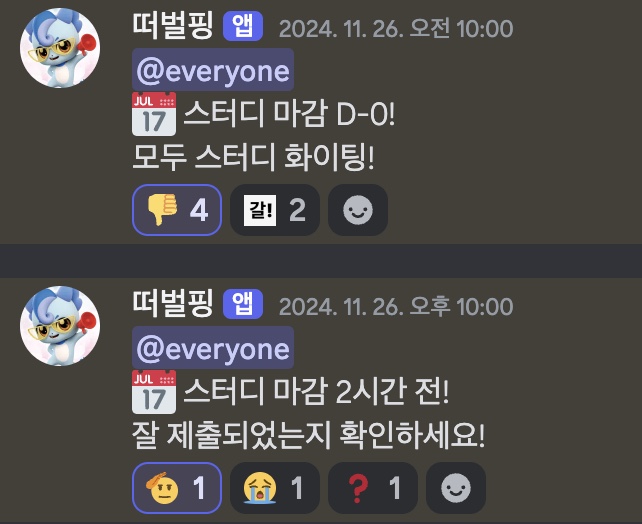 떠벌핑 앱 2024. 11. 26. 오전 10:00
@everyone
JUL 17 스터디 마감 D-0!
모두 스터디 화이팅!
4 갈! 2
떠벌핑 앱 2024. 11. 26. 오후 10:00
@everyone
JUL 17 스터디 마감 2시간 전!
잘 제출되었는지 확인하세요!
1 1 ? 1